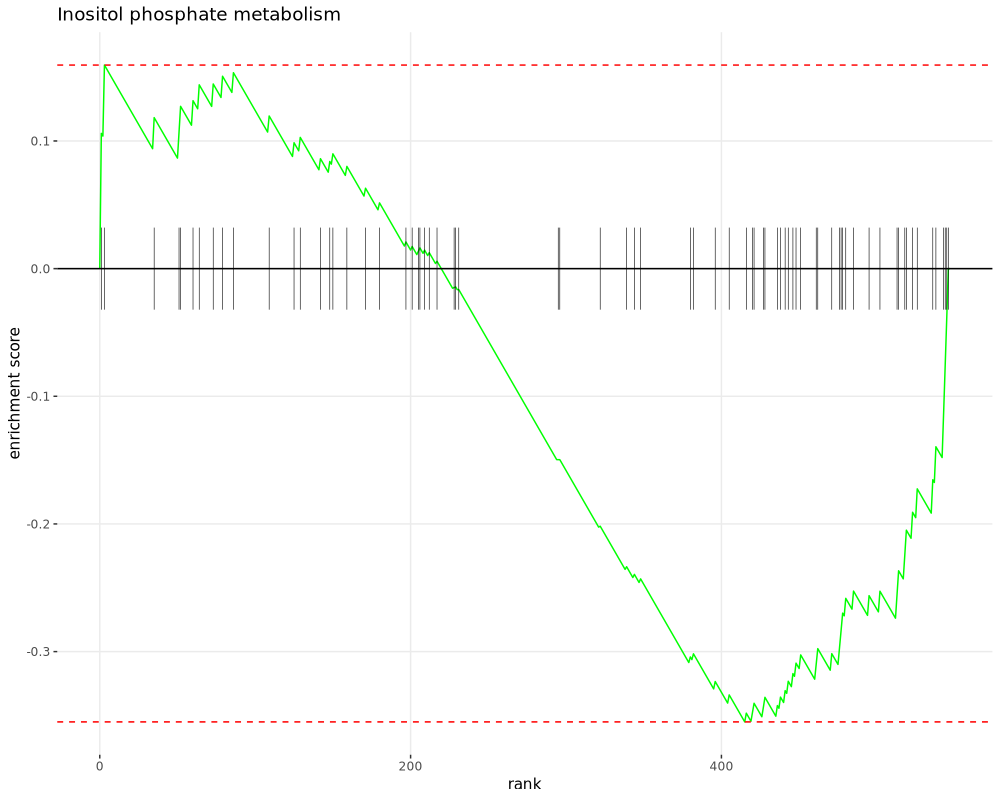 Inositol phosphate metabolism
enrichment score
0.1
0.0
-0.1
-0.2
-0.3
0
200
400
rank